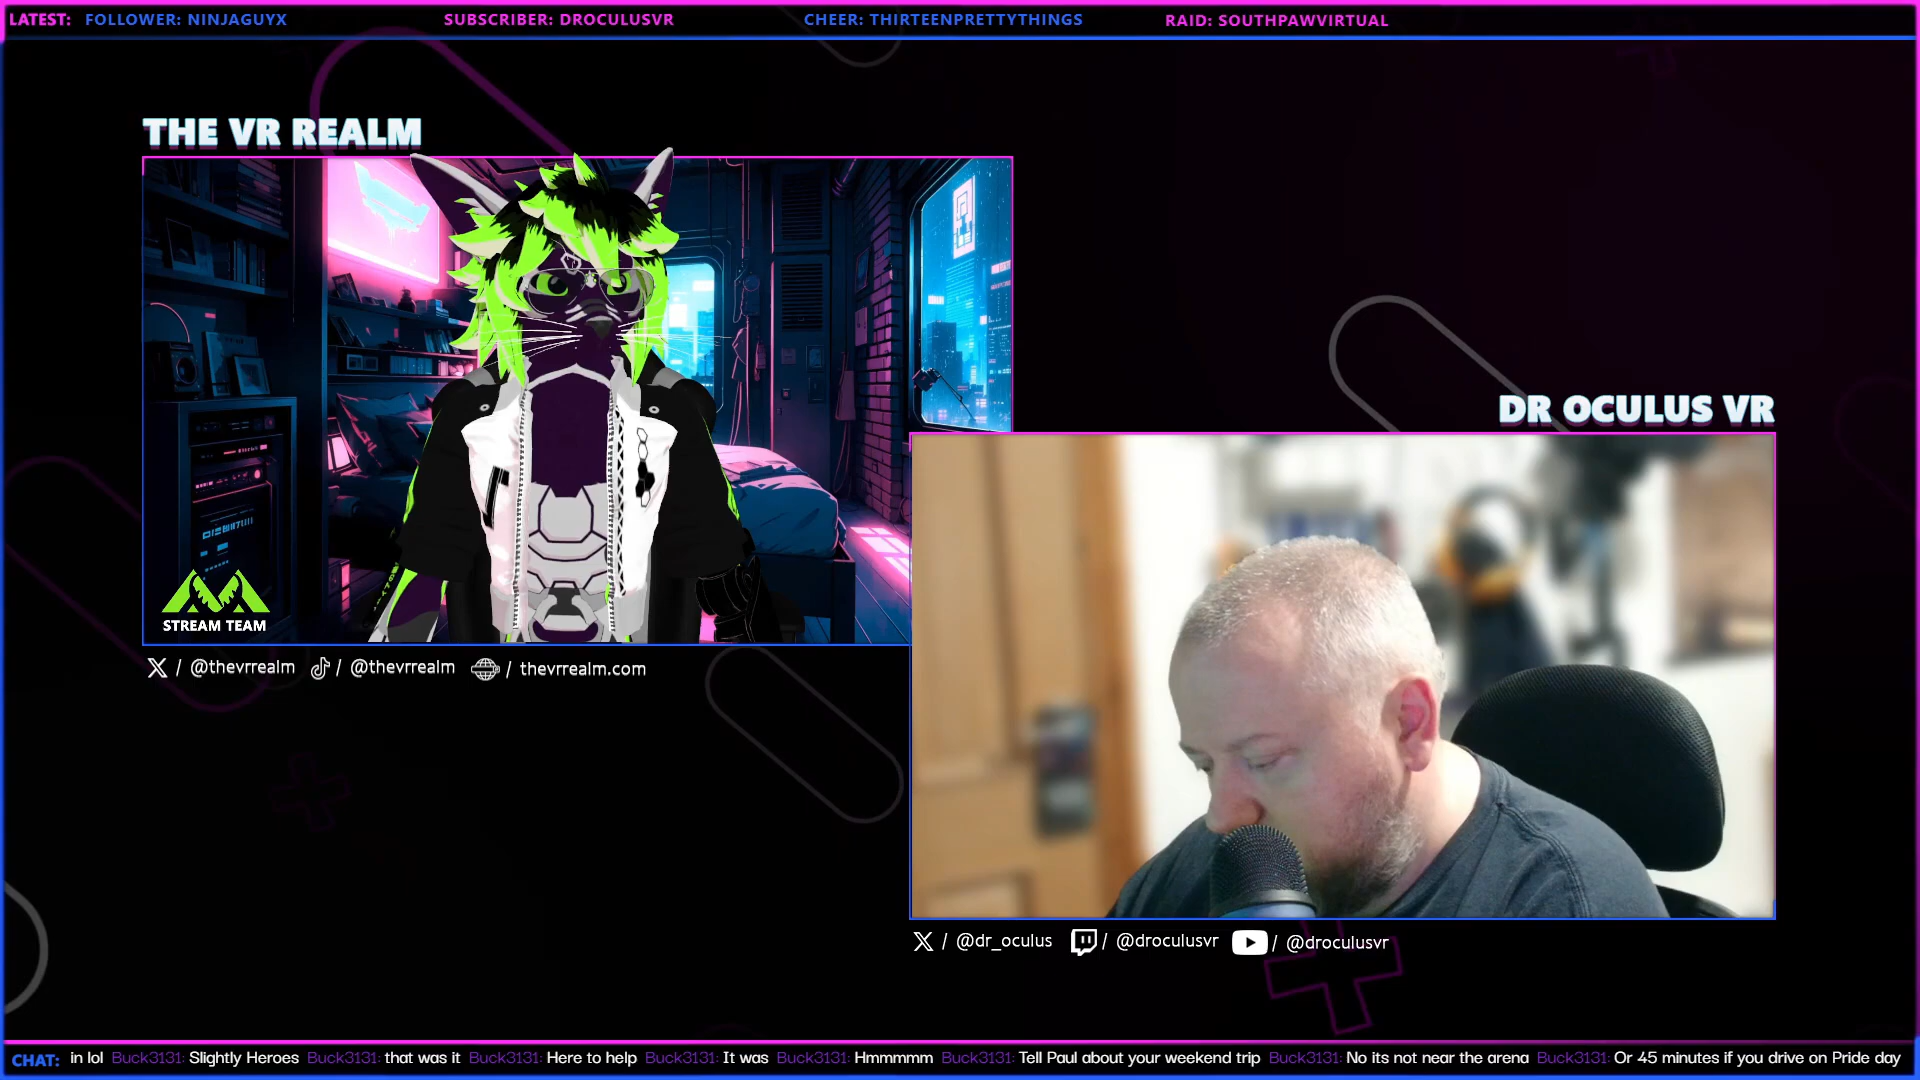 LATEST: FOLLOWER: NINJAGUYX SUBSCRIBER: DROCULUSVR CHEER: THIRTEENPRETTYTHINGS RAID: SOUTHPAWVIRTUAL
THE VR REALM
STREAM TEAM
X / @thevrrealm / @thevrrealm / thevrrealm.com
DR OCULUS VR
X / @dr_oculus / @droculusvr / @droculusvr
CHAT: in lol Buck3131: Slightly Heroes Buck3131: that was it Buck3131: Here to help Buck3131: It was Buck3131: Hmmmmm Buck3131: Tell Paul about your weekend trip Buck3131: No its not near the arena Buck3131: Or 45 minutes if you drive on Pride day